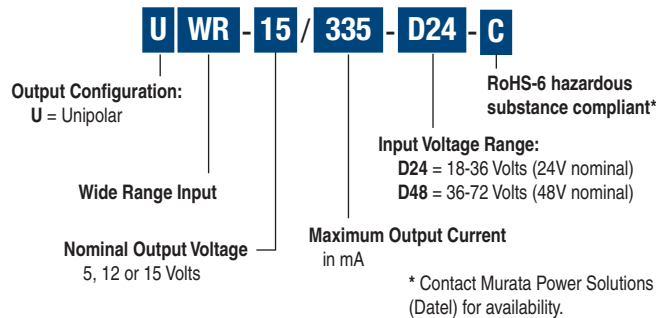 U WR - 15 / 335 - D24 - C
Output Configuration:
U = Unipolar
Wide Range Input
Nominal Output Voltage
5, 12 or 15 Volts
Maximum Output Current
in mA
Input Voltage Range:
D24 = 18-36 Volts (24V nominal)
D48 = 36-72 Volts (48V nominal)
RoHS-6 hazardous
substance compliant*
* Contact Murata Power Solutions
(Datel) for availability.